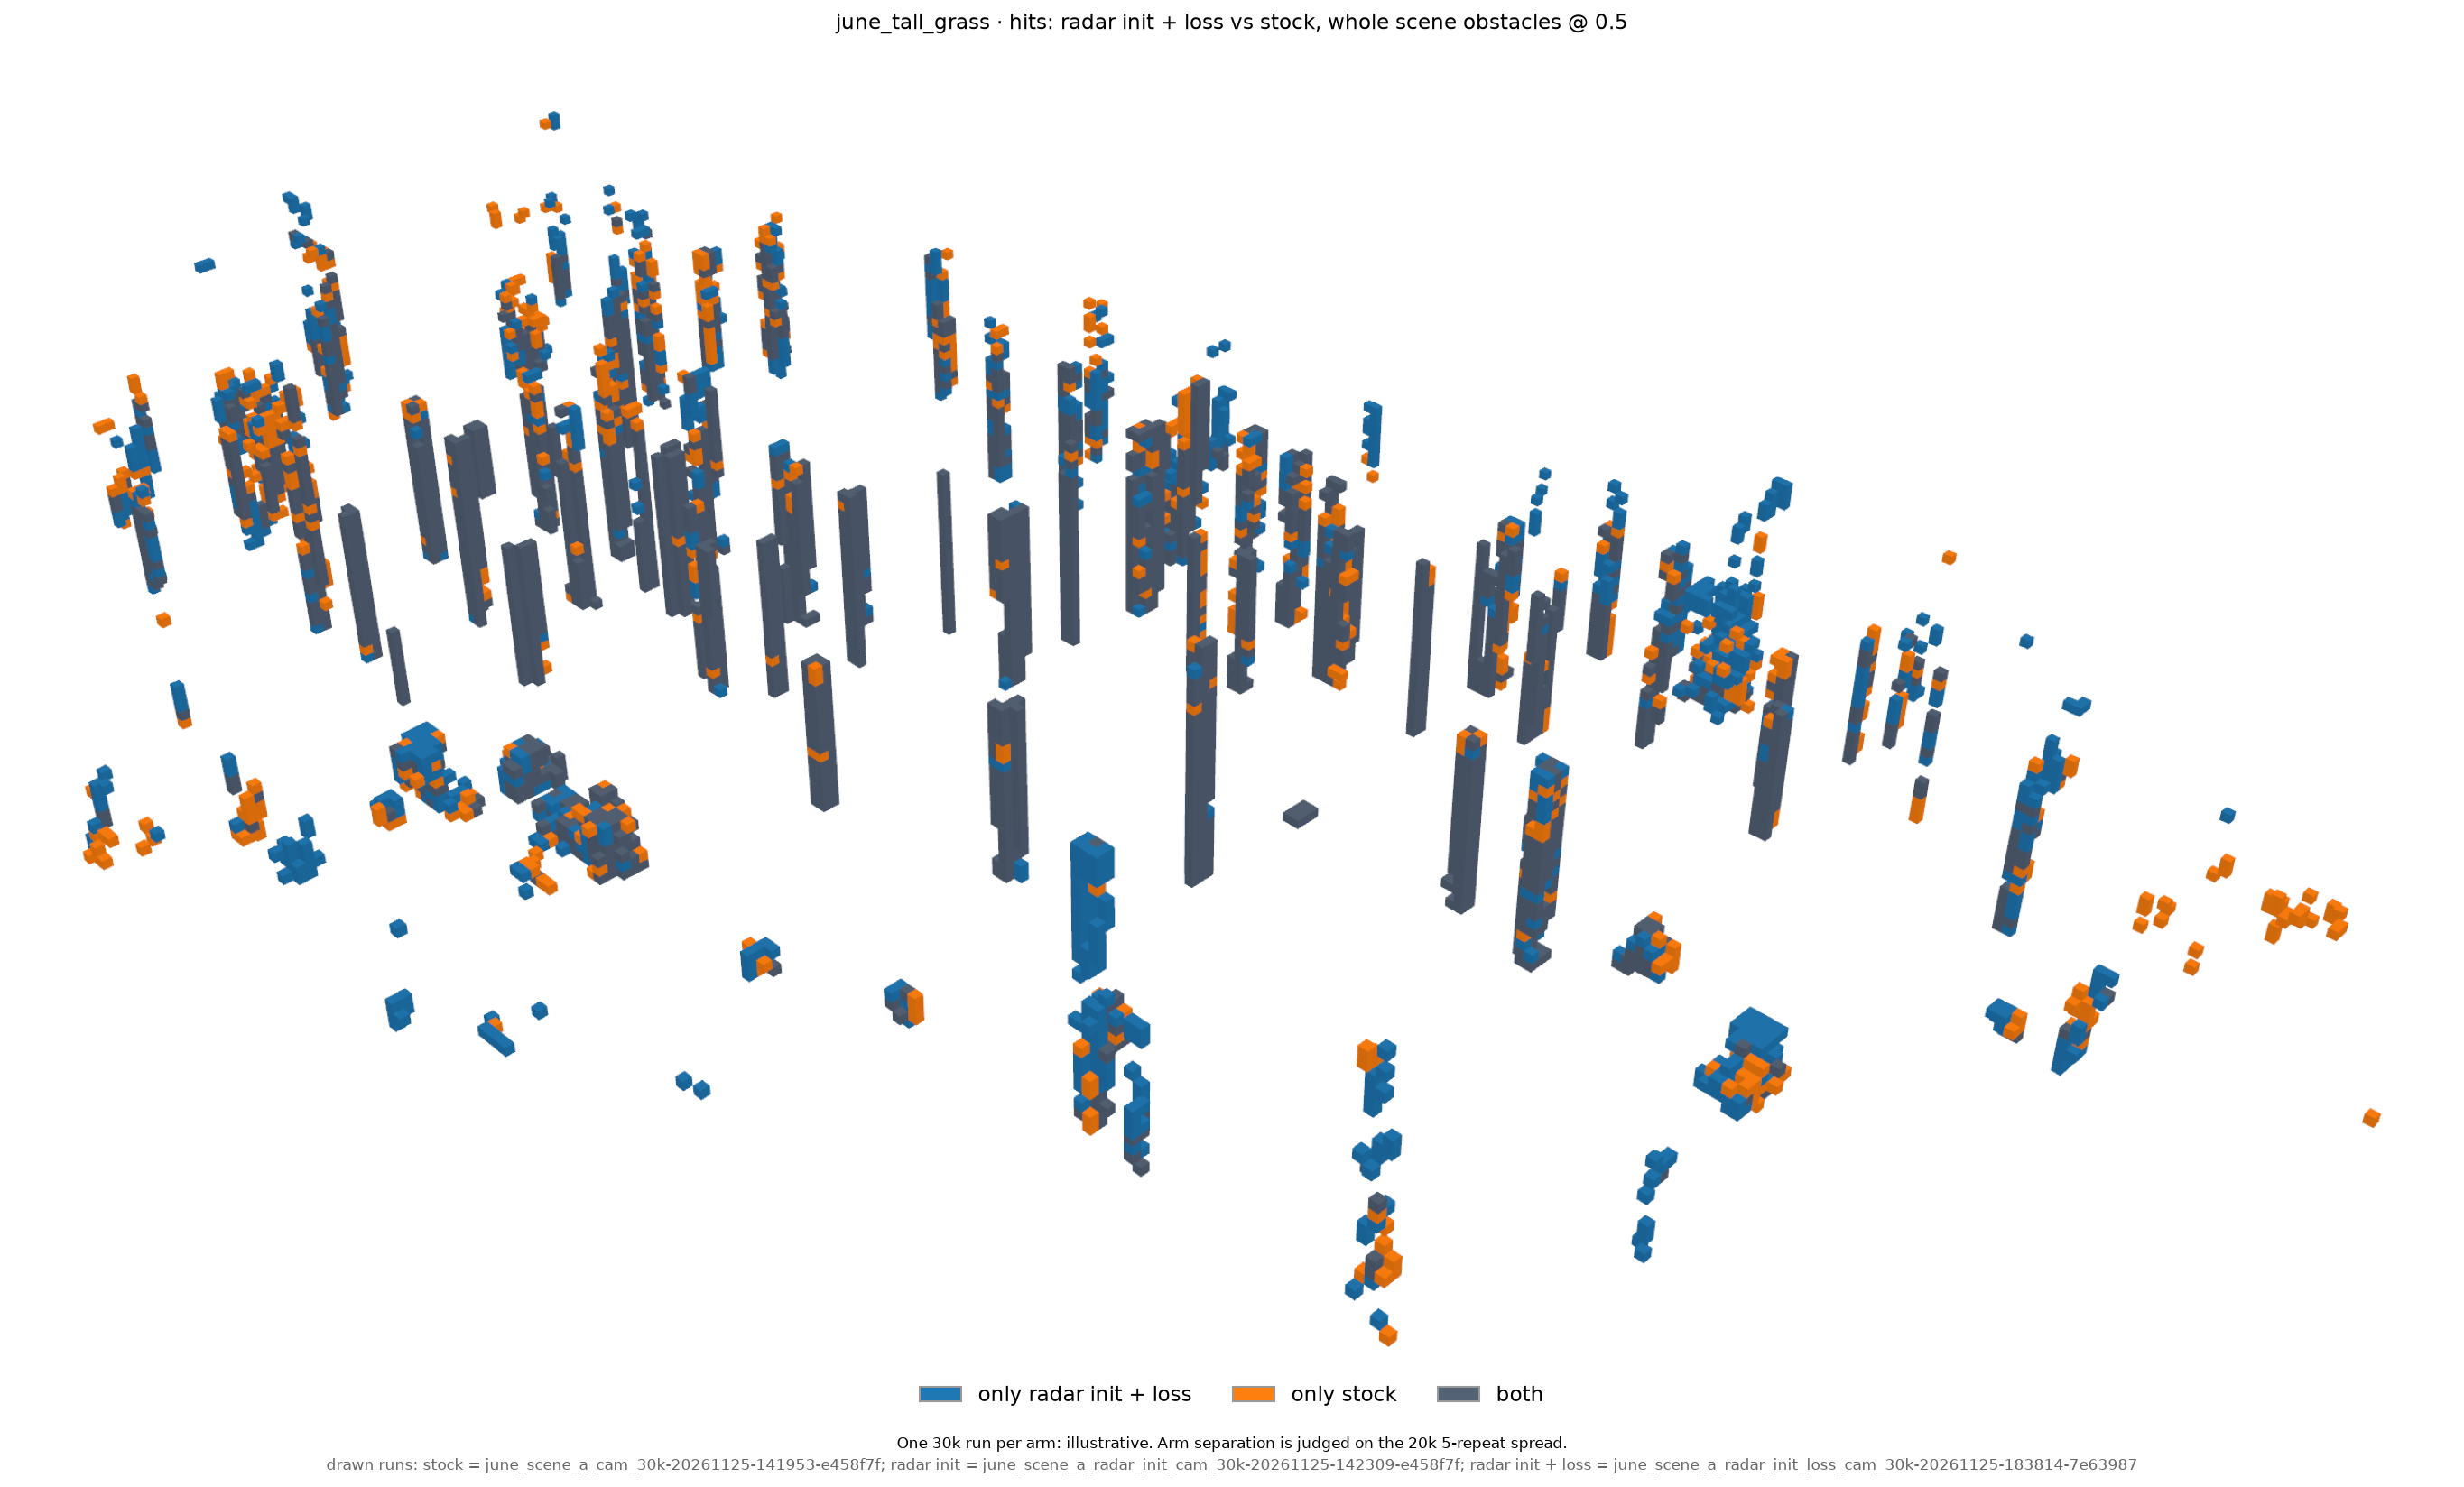 june_tall_grass · hits: radar init + loss vs stock, whole scene obstacles @ 0.5
only radar init + loss
only stock
both
One 30k run per arm: illustrative. Arm separation is judged on the 20k 5-repeat spread.
drawn runs: stock = june_scene_a_cam_30k-20261125-141953-e458f7f; radar init = june_scene_a_radar_init_cam_30k-20261125-142309-e458f7f; radar init + loss = june_scene_a_radar_init_loss_cam_30k-20261125-183814-7e63987